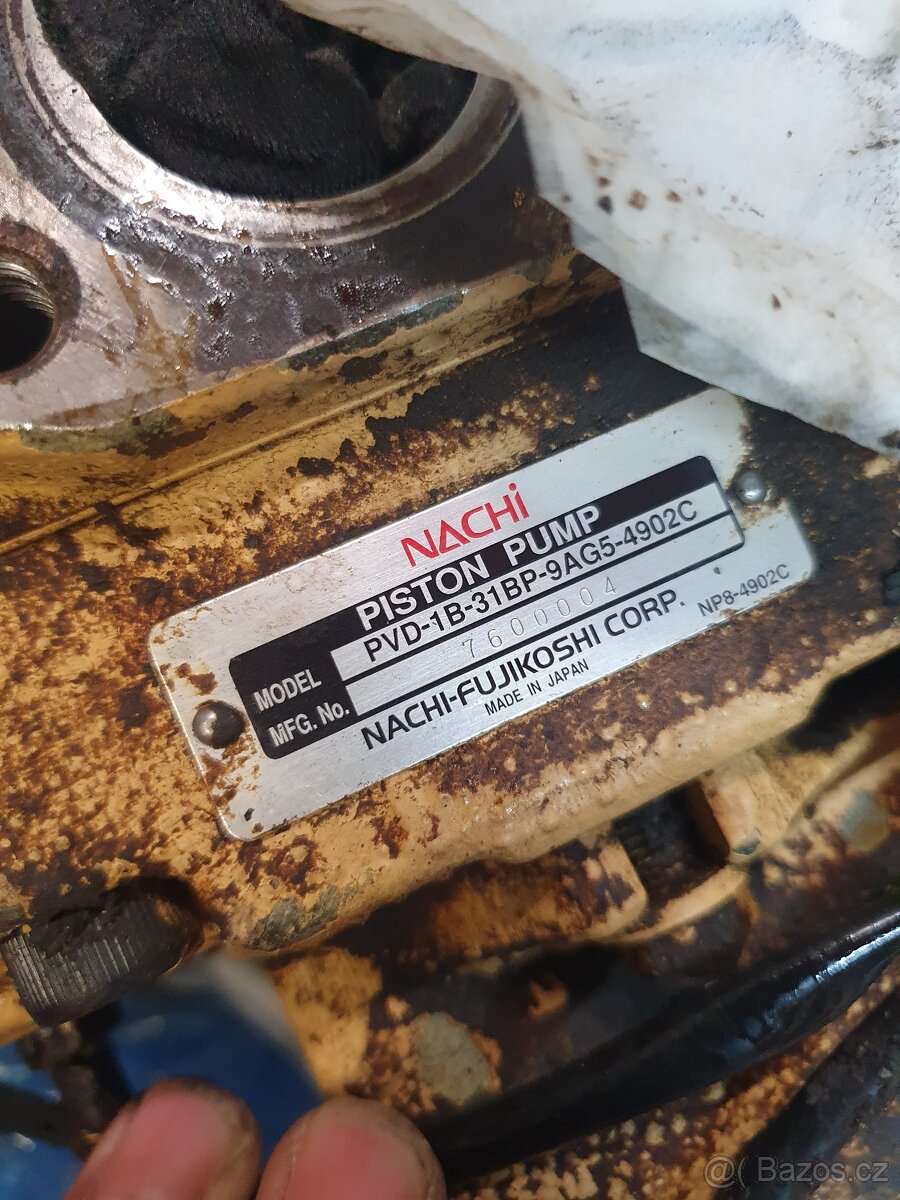 NACHi
PISTON PUMP
MODEL PVD-1B-31BP-9AG5-4902C
MFG. No. 7600004
NACHI-FUJIKOSHI CORP.
MADE IN JAPAN
NP8-4902C
@( Bazos.cz